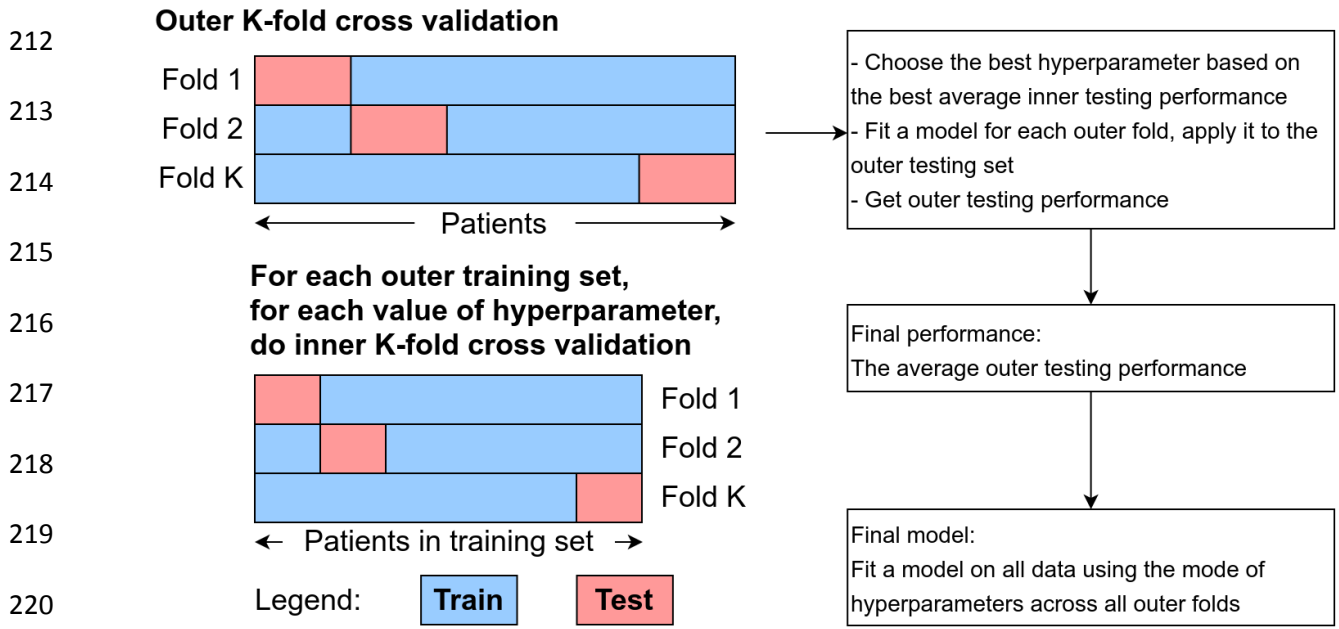 212
213
214
215
216
217
218
219
220
Outer K-fold cross validation
Fold 1
Fold 2
Fold K
Patients
For each outer training set,
for each value of hyperparameter,
do inner K-fold cross validation
Fold 1
Fold 2
Fold K
Patients in training set
Legend:
Train
Test
- Choose the best hyperparameter based on
the best average inner testing performance
- Fit a model for each outer fold, apply it to the
outer testing set
- Get outer testing performance
Final performance:
The average outer testing performance
Final model:
Fit a model on all data using the mode of
hyperparameters across all outer folds